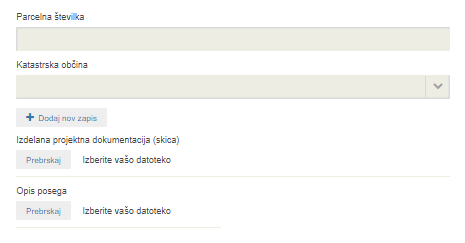 Parcelna številka
Katastrska občina
Dodaj nov zapis
Izdelana projektna dokumentacija (skica)
Prebrskaj Izberite vašo datoteko
Opis posega
Prebrskaj Izberite vašo datoteko